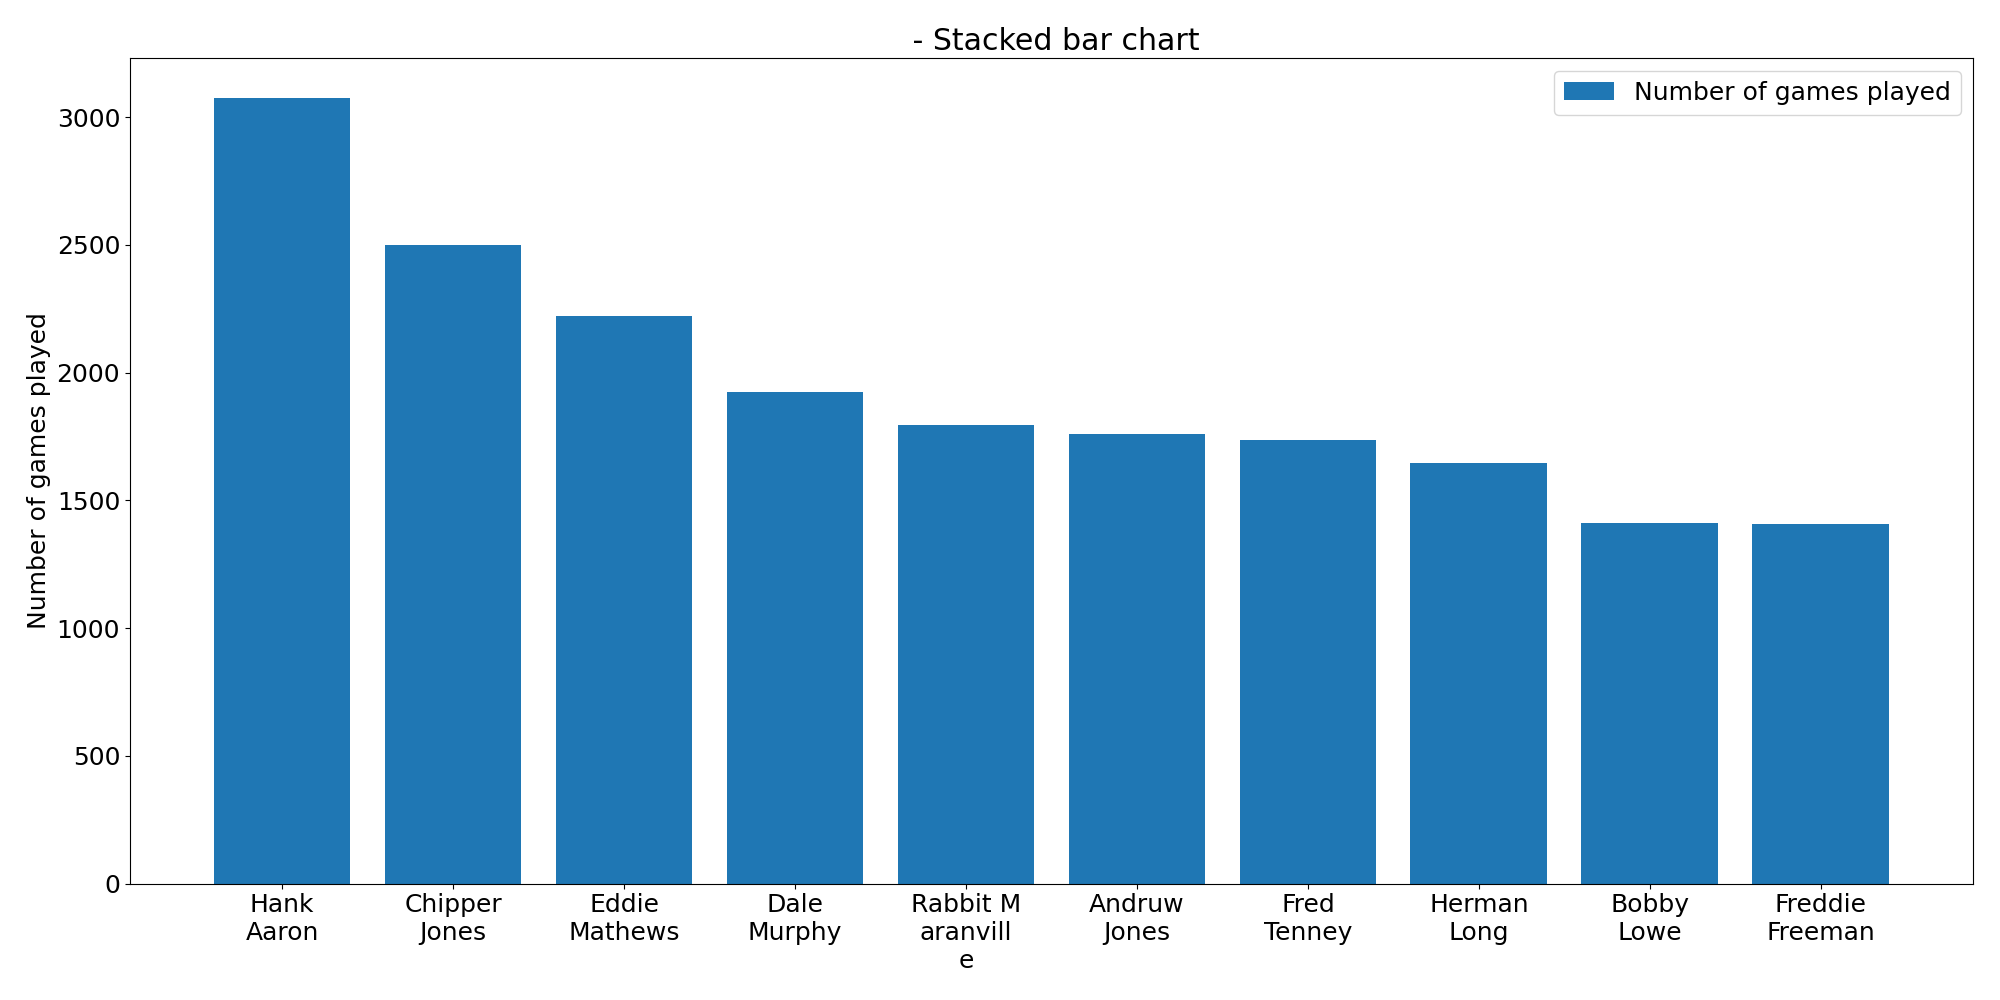 - Stacked bar chart
Number of games played
Number of games played
3000
2500
2000
1500
1000
500
0
Hank
Aaron
Chipper
Jones
Eddie
Mathews
Dale
Murphy
Rabbit M
aranvill
e
Andruw
Jones
Fred
Tenney
Herman
Long
Bobby
Lowe
Freddie
Freeman